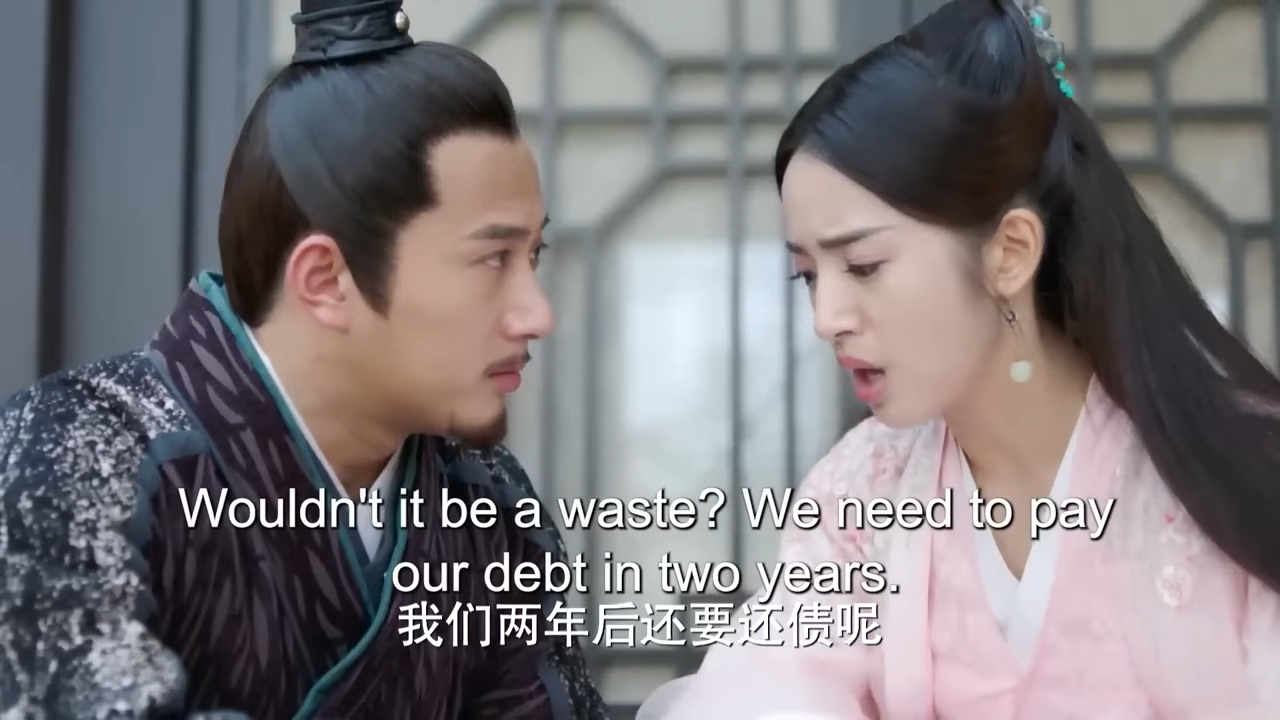 Wouldn't it be a waste? We need to pay
our debt in two years.
我们两年后还要还债呢